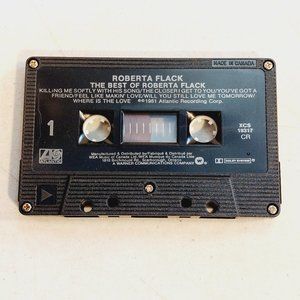 MADE IN CANADA
ROBERTA FLACK
THE BEST OF ROBERTA FLACK
KILLING ME SOFTLY WITH HIS SONG/THE CLOSER I GET TO YOU/YOU'VE GOT A
FRIEND/FEEL LIKE MAKIN' LOVE/WILL YOU STILL LOVE ME TOMORROW/
WHERE IS THE LOVE ℗1981 Atlantic Recording Corp.
1
XCS
19317
CR
Manufactured & Distributed by/Fabriqué & Distribué par
WEA Music of Canada Ltd./WEA Musique du Canada Ltée
1810 Birchmount Rd., Scarborough, Ontario
A WARNER COMMUNICATIONS COMPANY
DOLBY SYSTEM